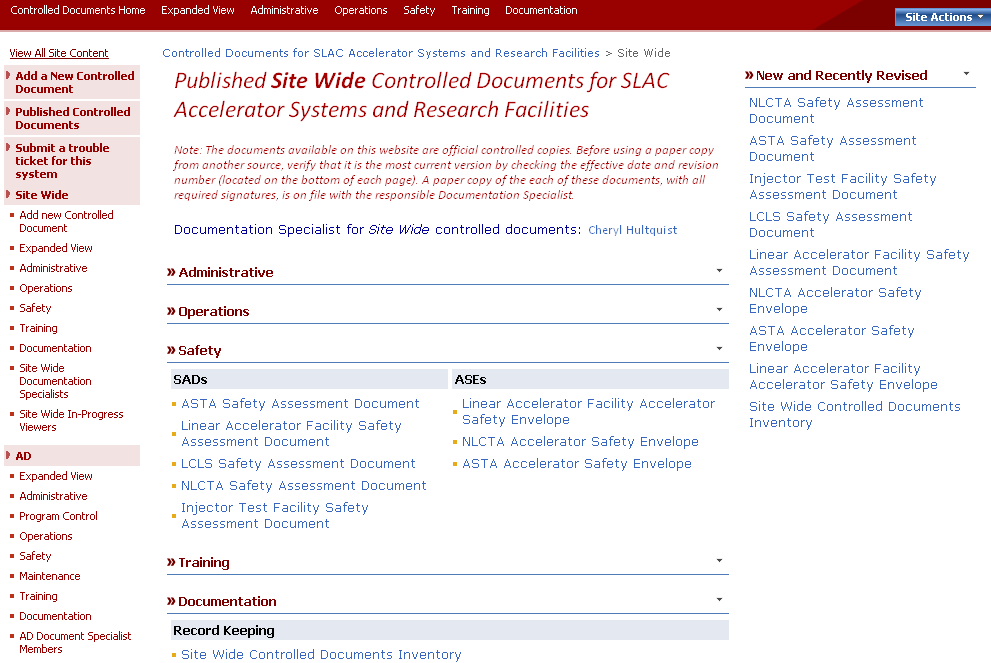 Controlled Documents Home Expanded View Administrative Operations Safety Training Documentation
Site Actions
View All Site Content
Add a New Controlled
Document
Published Controlled
Documents
Submit a trouble
ticket for this
system
Site Wide
Add new Controlled
Document
Expanded View
Administrative
Operations
Safety
Training
Documentation
Site Wide
Documentation
Specialists
Site Wide In-Progress
Viewers
AD
Expanded View
Administrative
Program Control
Operations
Safety
Maintenance
Training
Documentation
AD Document Specialist
Members
Controlled Documents for SLAC Accelerator Systems and Research Facilities > Site Wide
Published Site Wide Controlled Documents for SLAC
Accelerator Systems and Research Facilities
Note: The documents available on this website are official controlled copies. Before using a paper copy
from another source, verify that it is the most current version by checking the effective date and revision
number (located on the bottom of each page). A paper copy of the each of these documents, with all
required signatures, is on file with the responsible Documentation Specialist.
Documentation Specialist for Site Wide controlled documents: Cheryl Hultquist
» Administrative
» Operations
» Safety
SADs
ASTA Safety Assessment Document
Linear Accelerator Facility Safety
Assessment Document
LCLS Safety Assessment Document
NLCTA Safety Assessment Document
Injector Test Facility Safety
Assessment Document
ASEs
Linear Accelerator Facility Accelerator
Safety Envelope
NLCTA Accelerator Safety Envelope
ASTA Accelerator Safety Envelope
» Training
» Documentation
Record Keeping
Site Wide Controlled Documents Inventory
» New and Recently Revised
NLCTA Safety Assessment
Document
ASTA Safety Assessment
Document
Injector Test Facility Safety
Assessment Document
LCLS Safety Assessment
Document
Linear Accelerator Facility Safety
Assessment Document
NLCTA Accelerator Safety
Envelope
ASTA Accelerator Safety
Envelope
Linear Accelerator Facility
Accelerator Safety Envelope
Site Wide Controlled Documents
Inventory